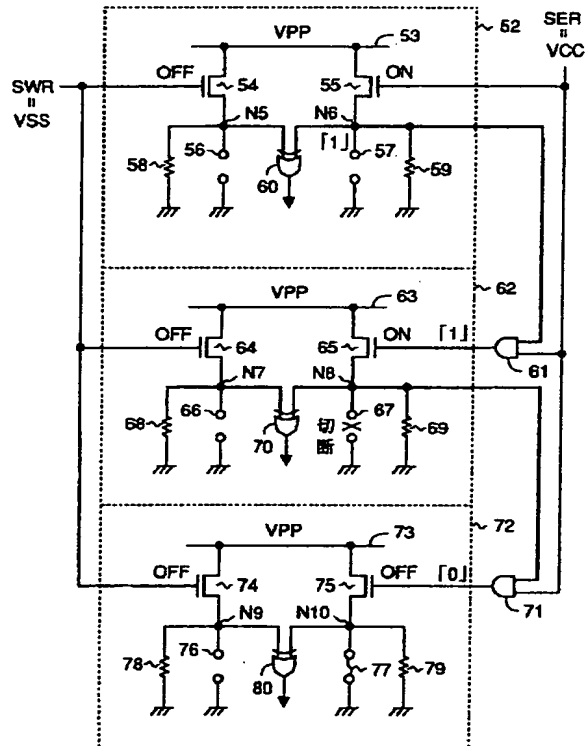 SER
॥
VCC
VPP
53
52
SWR
॥
VSS
OFF
54
55
ON
N5
N6
「1」
58
56
60
57
59
VPP
63
62
OFF
64
65
ON
「1」
61
N7
N8
68
66
70
67
切断
69
VPP
73
72
OFF
74
75
OFF
「0」
71
N9
N10
78
76
80
77
79